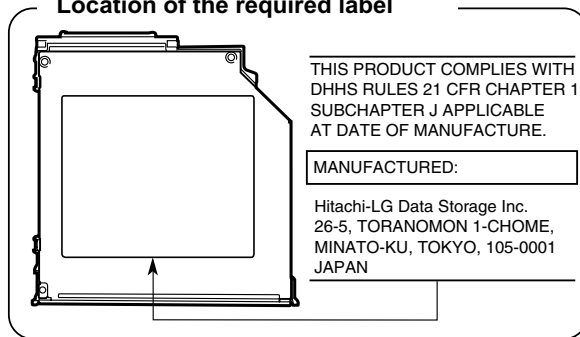 Location of the required label
THIS PRODUCT COMPLIES WITH
DHHS RULES 21 CFR CHAPTER 1
SUBCHAPTER J APPLICABLE
AT DATE OF MANUFACTURE.
MANUFACTURED:
Hitachi-LG Data Storage Inc.
26-5, TORANOMON 1-CHOME,
MINATO-KU, TOKYO, 105-0001
JAPAN